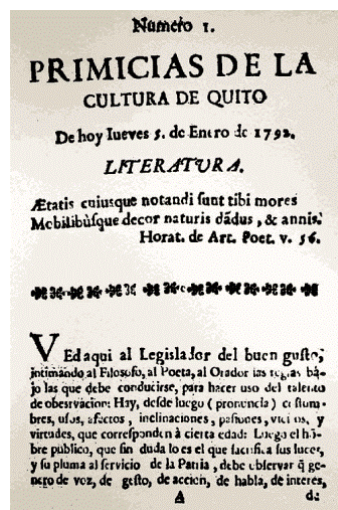 Numero 1.
PRIMICIAS DE LA
CULTURA DE QUITO
De hoy Iueves 5. de Enero de 1792.
LITERATURA.
Ætatis cuiusque notandi sunt tibi mores
Mobilibùsque decor naturis dãdus, & annis.
Horat. de Art. Poet. v. 56.
VEd aqui al Legislador del buen gusto;
intimando al Filosofo, al Poeta, al Orador las reglas bá-
jo las que debe conducirse, para hacer uso del talento
de observacion: Hay, desde luego (pronuncia) costum-
bres, usos, afectos, inclinaciones, pasiones, vicios, y
virtudes, que corresponden à cierta edad: Luego el hõ-
bre público, que sin duda lo es el que sacrifica sus luces,
y su pluma al servicio de la Patria, debe observar q̃ ge-
nero de voz, de gesto, de accion, de habla, de interes,
A de